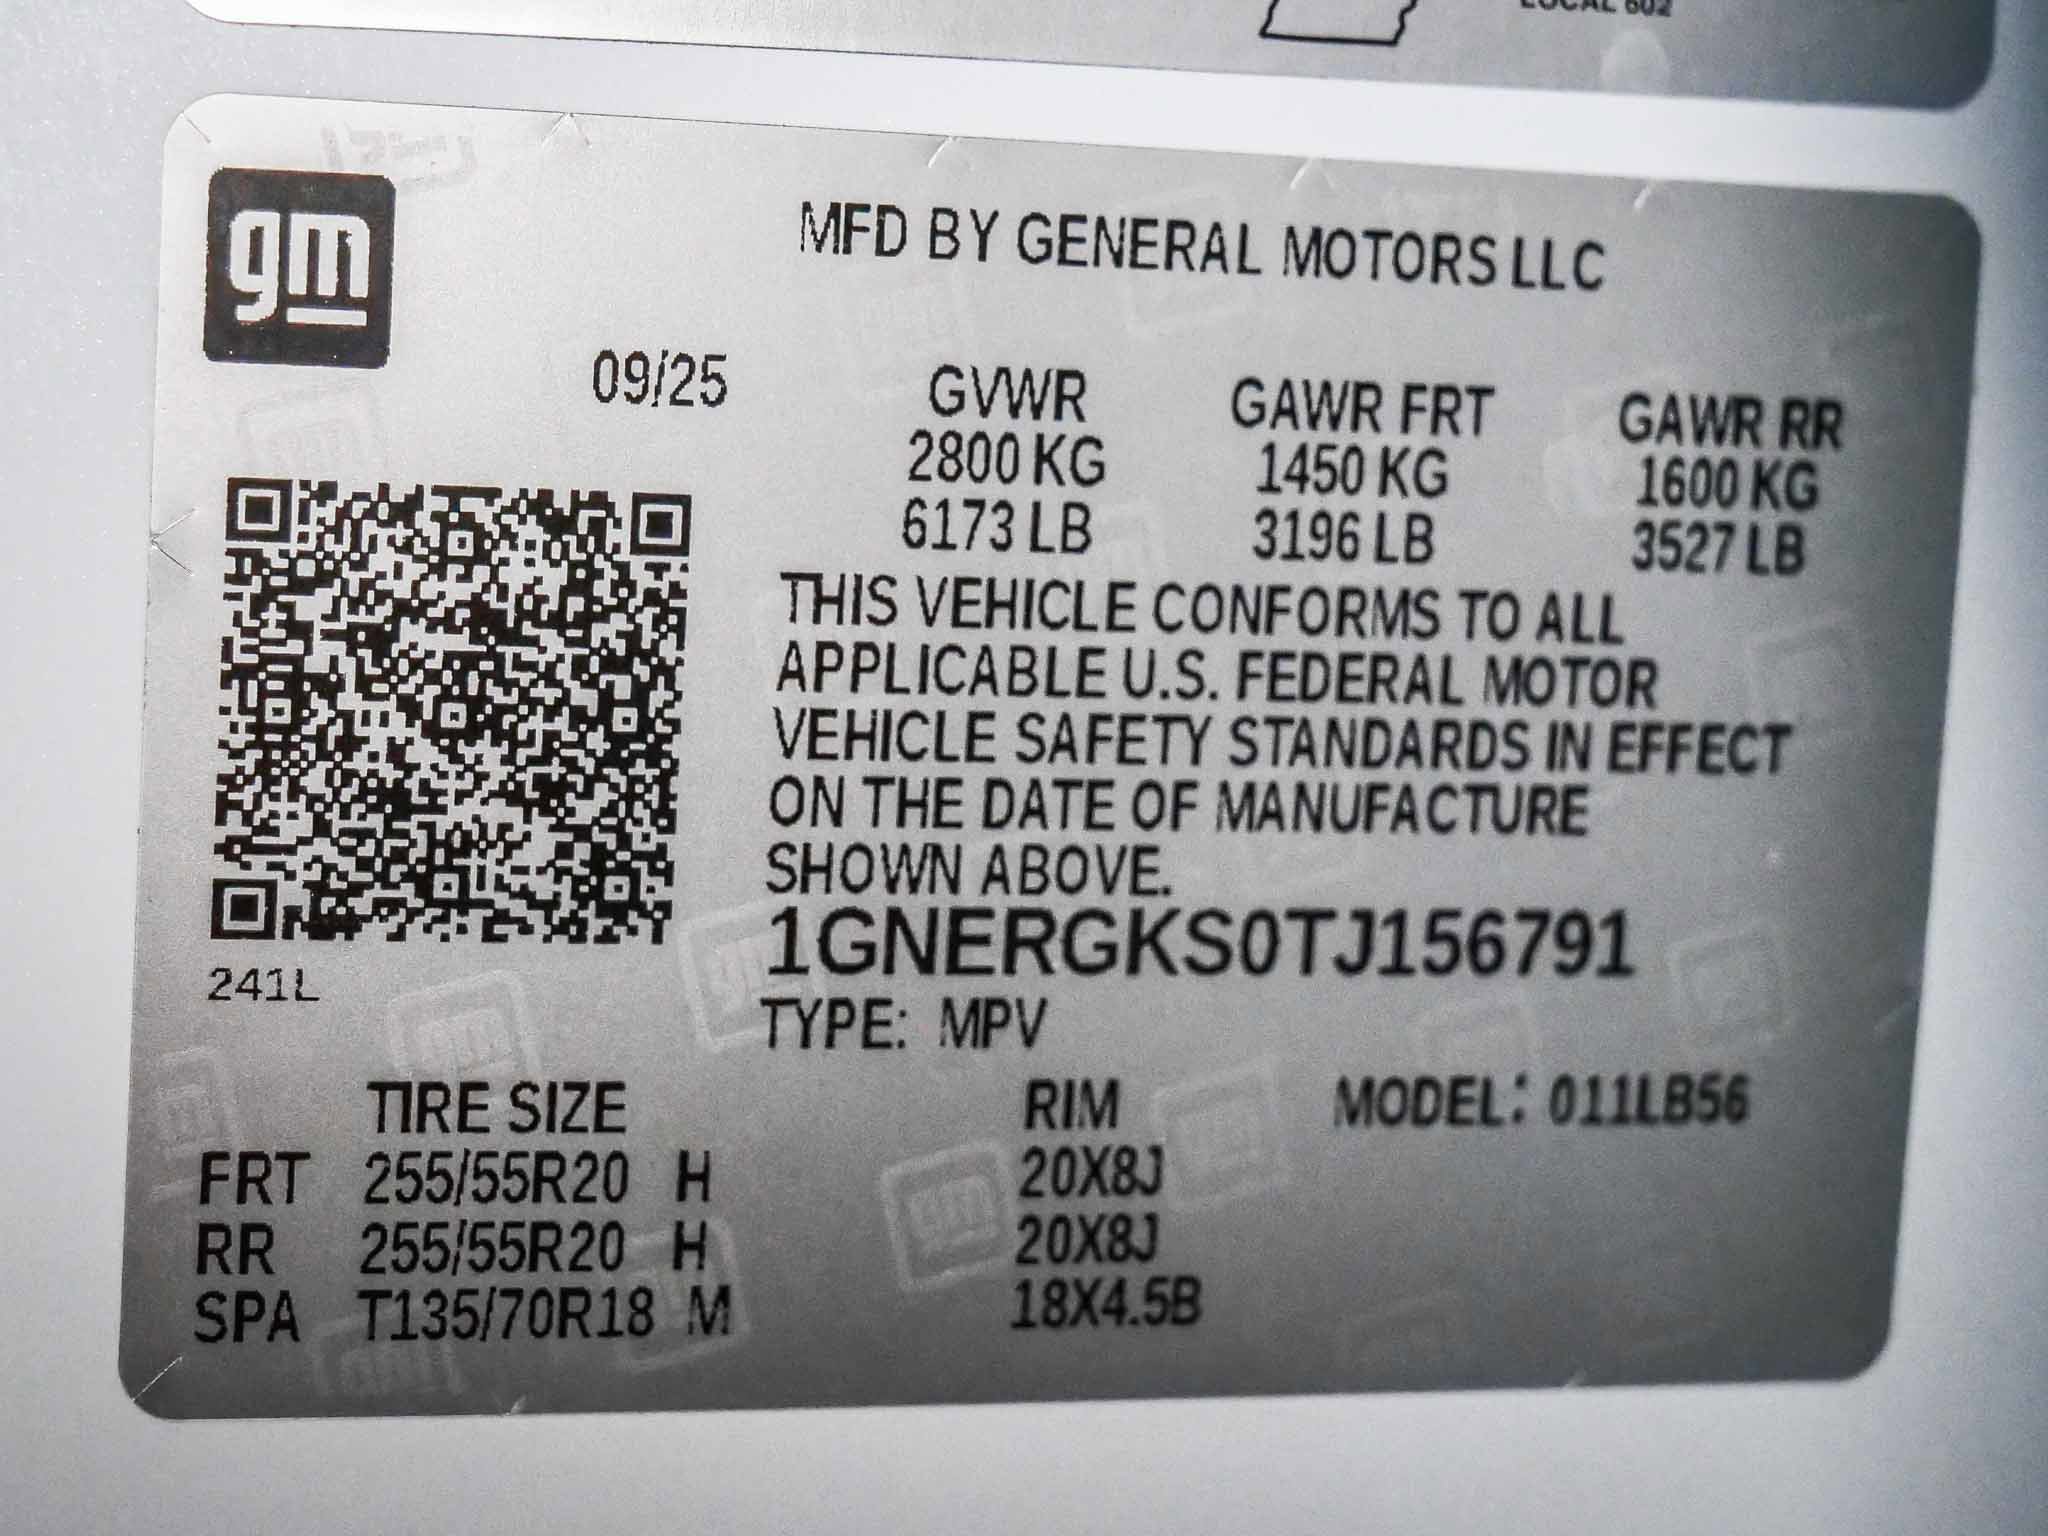 LOCAL 602
gm
MFD BY GENERAL MOTORS LLC
09/25
GVWR GAWR FRT GAWR RR
2800 KG 1450 KG 1600 KG
6173 LB 3196 LB 3527 LB
THIS VEHICLE CONFORMS TO ALL
APPLICABLE U.S. FEDERAL MOTOR
VEHICLE SAFETY STANDARDS IN EFFECT
ON THE DATE OF MANUFACTURE
SHOWN ABOVE.
1GNERGKS0TJ156791
241L
TYPE: MPV
TIRE SIZE RIM MODEL: 011LB56
FRT 255/55R20 H 20X8J
RR 255/55R20 H 20X8J
SPA T135/70R18 M 18X4.5B